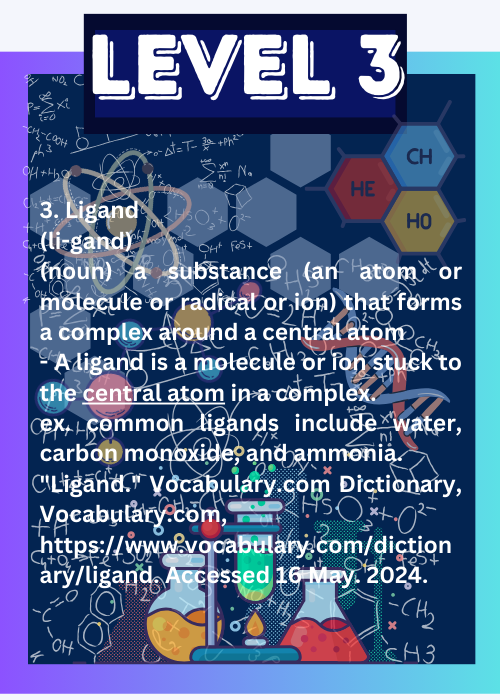 LEVEL 3
CH
HE
HO
3. Ligand
(li-gand)
(noun) a substance (an atom or
molecule or radical or ion) that forms
a complex around a central atom
- A ligand is a molecule or ion stuck to
the central atom in a complex.
ex. common ligands include water,
carbon monoxide, and ammonia.
"Ligand." Vocabulary.com Dictionary,
Vocabulary.com,
https://www.vocabulary.com/diction
ary/ligand. Accessed 16 May. 2024.